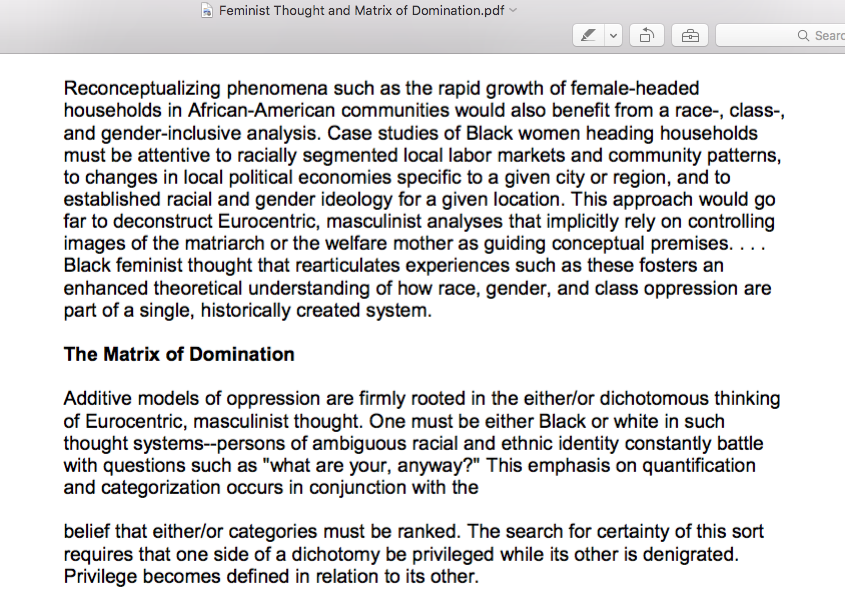 Feminist Thought and Matrix of Domination.pdf
Sear
Reconceptualizing phenomena such as the rapid growth of female-headed
households in African-American communities would also benefit from a race-, class-,
and gender-inclusive analysis. Case studies of Black women heading households
must be attentive to racially segmented local labor markets and community patterns,
to changes in local political economies specific to a given city or region, and to
established racial and gender ideology for a given location. This approach would go
far to deconstruct Eurocentric, masculinist analyses that implicitly rely on controlling
images of the matriarch or the welfare mother as guiding conceptual premises. . . .
Black feminist thought that rearticulates experiences such as these fosters an
enhanced theoretical understanding of how race, gender, and class oppression are
part of a single, historically created system.
The Matrix of Domination
Additive models of oppression are firmly rooted in the either/or dichotomous thinking
of Eurocentric, masculinist thought. One must be either Black or white in such
thought systems--persons of ambiguous racial and ethnic identity constantly battle
with questions such as "what are your, anyway?" This emphasis on quantification
and categorization occurs in conjunction with the
belief that either/or categories must be ranked. The search for certainty of this sort
requires that one side of a dichotomy be privileged while its other is denigrated.
Privilege becomes defined in relation to its other.